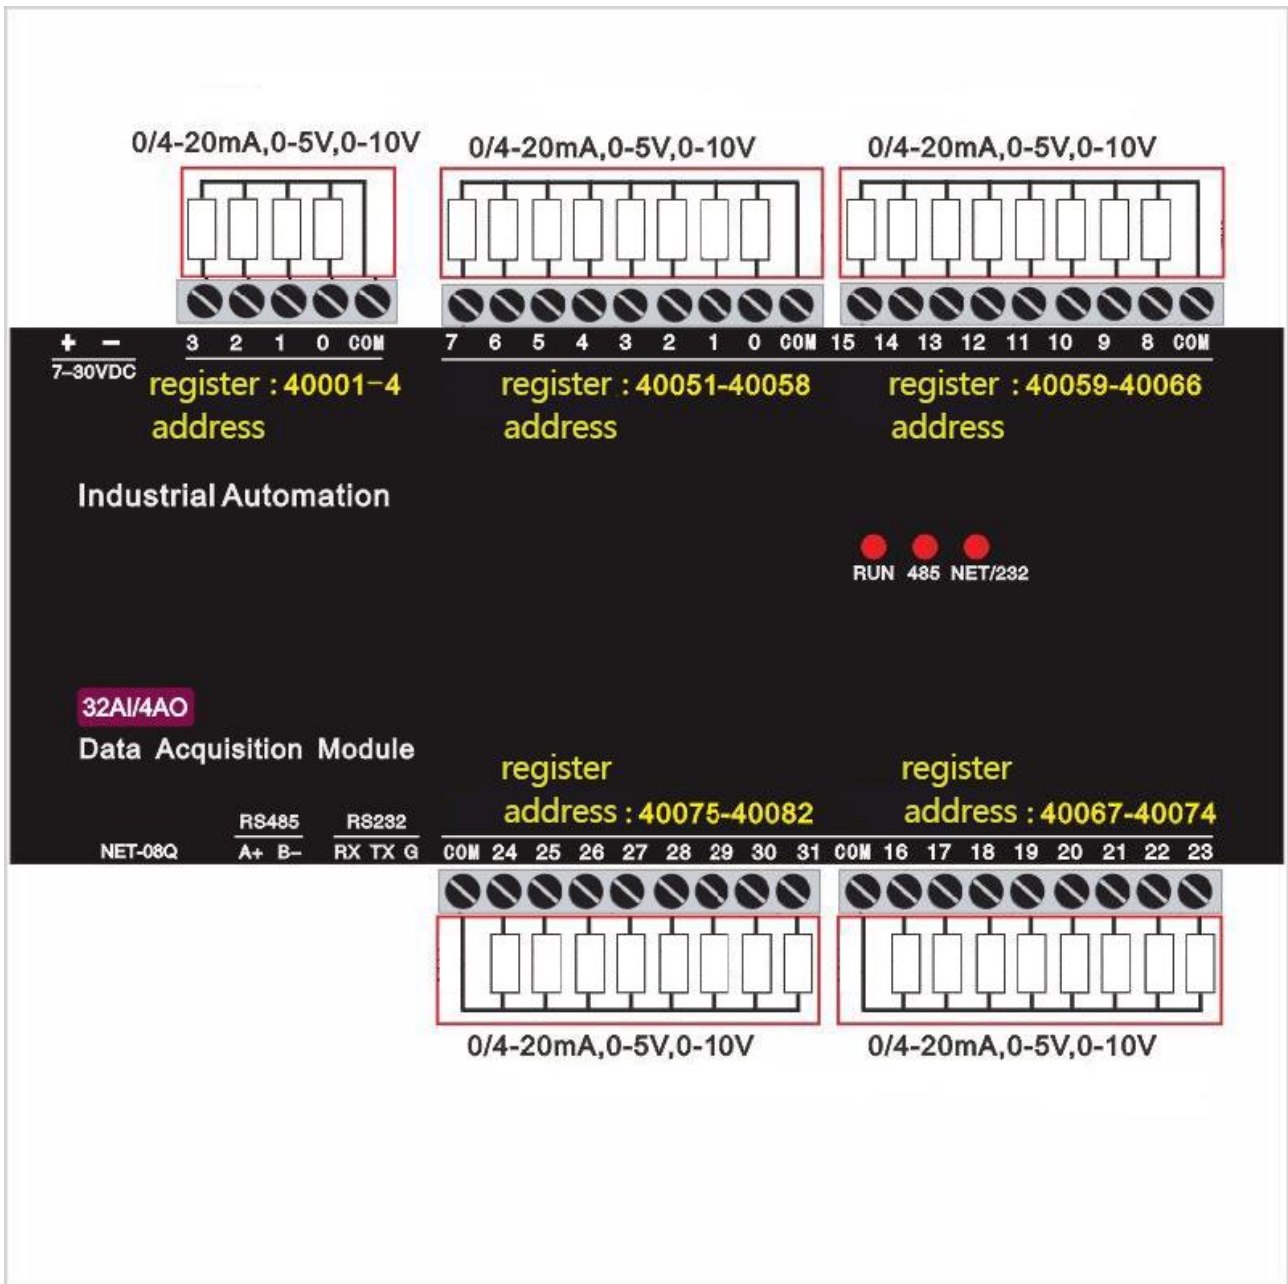 0/4-20mA,0-5V,0-10V 0/4-20mA,0-5V,0-10V 0/4-20mA,0-5V,0-10V
+ − 3 2 1 0 COM 7 6 5 4 3 2 1 0 COM 15 14 13 12 11 10 9 8 COM
7–30VDC
register : 40001-4 register : 40051-40058 register : 40059-40066
address address address
Industrial Automation
RUN 485 NET/232
32AI/4AO
Data Acquisition Module
register register
address : 40075-40082 address : 40067-40074
RS485 RS232
NET-08Q A+ B− RX TX G COM 24 25 26 27 28 29 30 31 COM 16 17 18 19 20 21 22 23
0/4-20mA,0-5V,0-10V 0/4-20mA,0-5V,0-10V